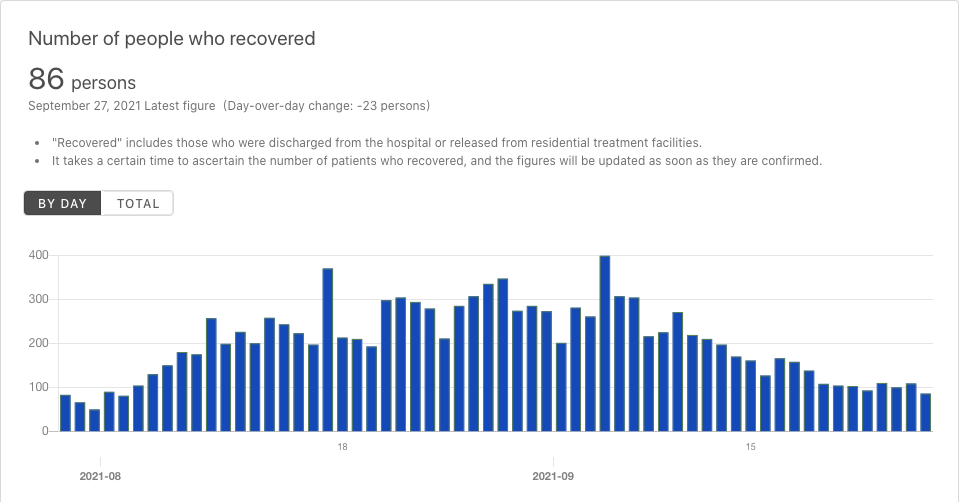 Number of people who recovered
86 persons
September 27, 2021 Latest figure (Day-over-day change: -23 persons)
• "Recovered" includes those who were discharged from the hospital or released from residential treatment facilities.
• It takes a certain time to ascertain the number of patients who recovered, and the figures will be updated as soon as they are confirmed.
BY DAY TOTAL
400
300
200
100
0
18 15
2021-08 2021-09